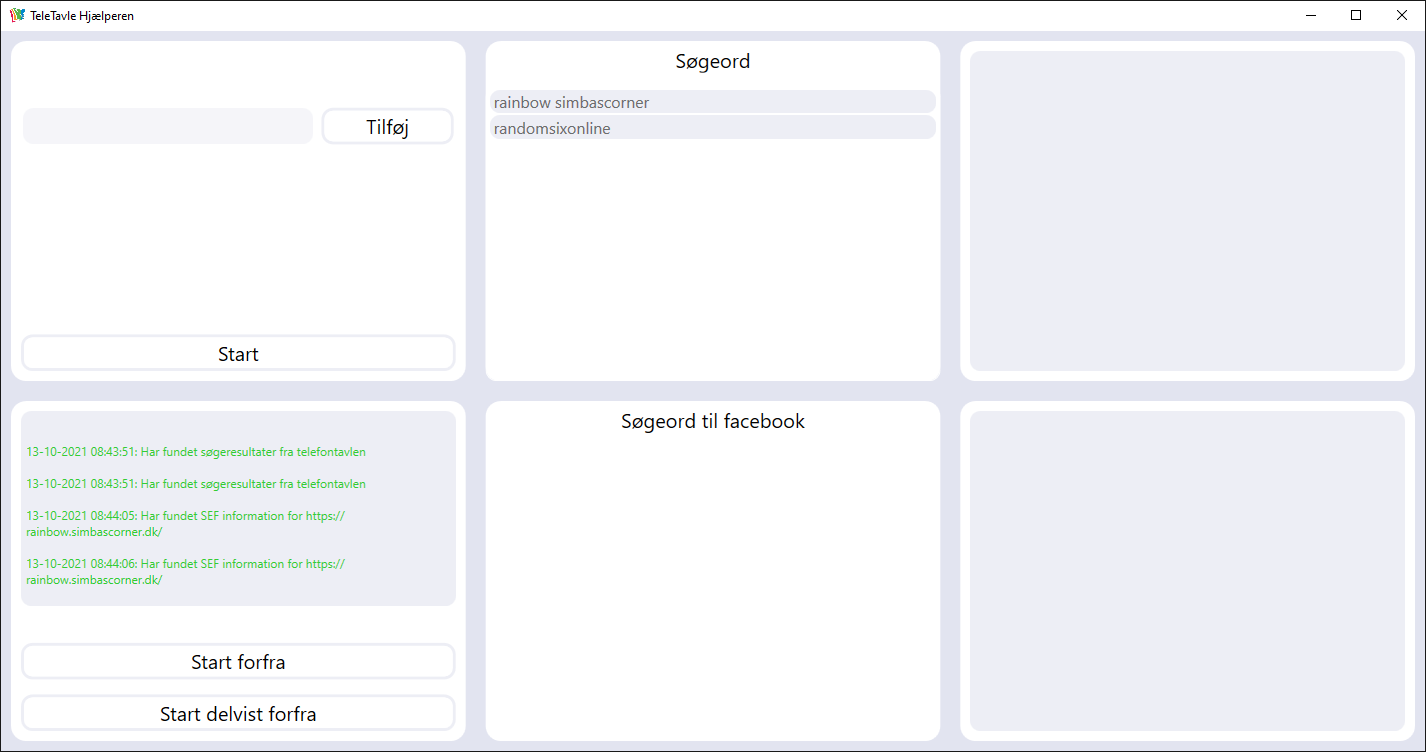 TeleTavle Hjælperen
Tilføj
Start
Søgeord
rainbow simbascorner
randomsixonline
13-10-2021 08:43:51: Har fundet søgeresultater fra telefontavlen
13-10-2021 08:43:51: Har fundet søgeresultater fra telefontavlen
13-10-2021 08:44:05: Har fundet SEF information for https://
rainbow.simbascorner.dk/
13-10-2021 08:44:06: Har fundet SEF information for https://
rainbow.simbascorner.dk/
Start forfra
Start delvist forfra
Søgeord til facebook